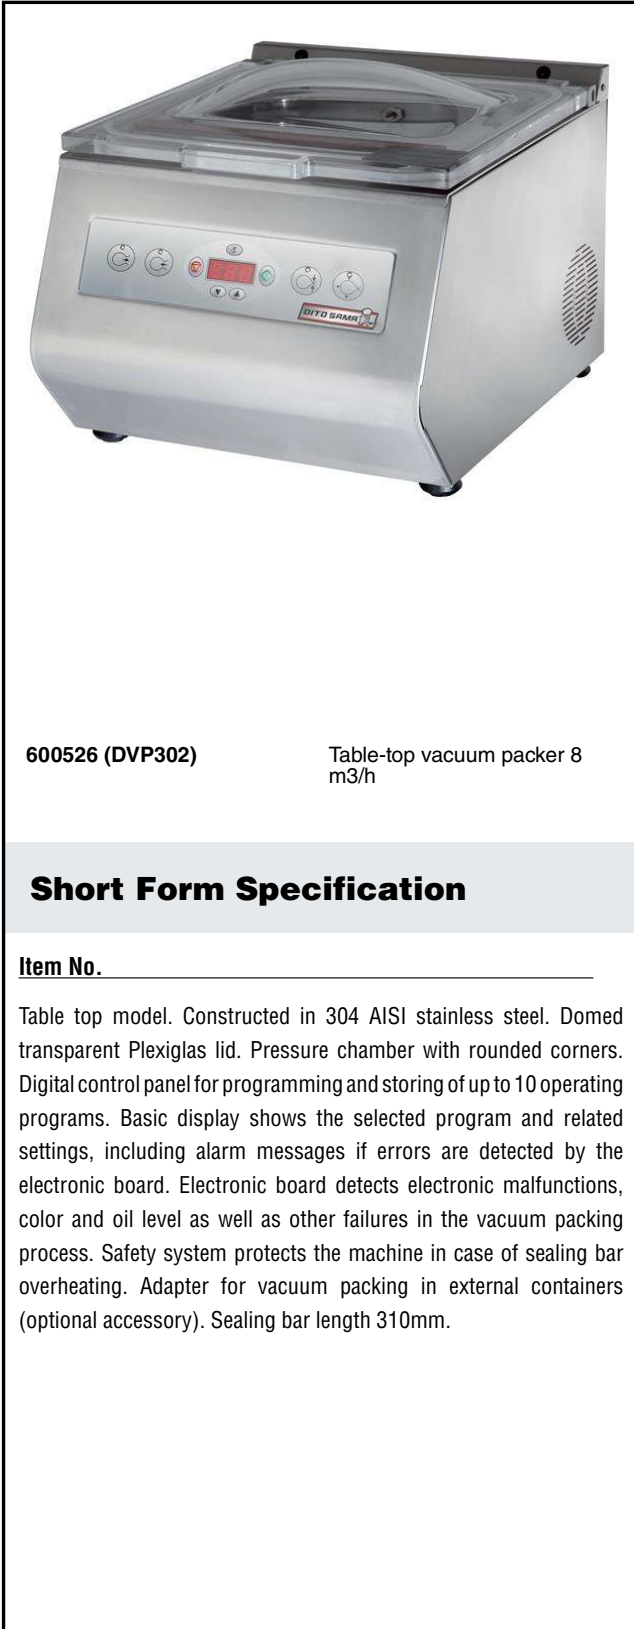 DITO SAMA
600526 (DVP302)
Table-top vacuum packer 8
m3/h
Short Form Specification
Item No.
Table top model. Constructed in 304 AISI stainless steel. Domed
transparent Plexiglas lid. Pressure chamber with rounded corners.
Digital control panel for programming and storing of up to 10 operating
programs. Basic display shows the selected program and related
settings, including alarm messages if errors are detected by the
electronic board. Electronic board detects electronic malfunctions,
color and oil level as well as other failures in the vacuum packing
process. Safety system protects the machine in case of sealing bar
overheating. Adapter for vacuum packing in external containers
(optional accessory). Sealing bar length 310mm.